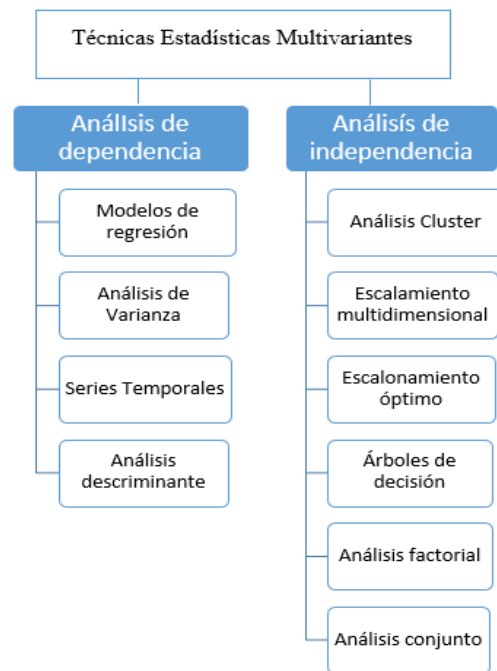 Técnicas Estadísticas Multivariantes
AnálIsis de
dependencia
Modelos de
regresión
Análisis de
Varianza
Series Temporales
Análisis
descriminante
Análisís de
independencia
Análisis Cluster
Escalamiento
multidimensional
Escalonamiento
óptimo
Árboles de
decisión
Análisis factorial
Análisis conjunto